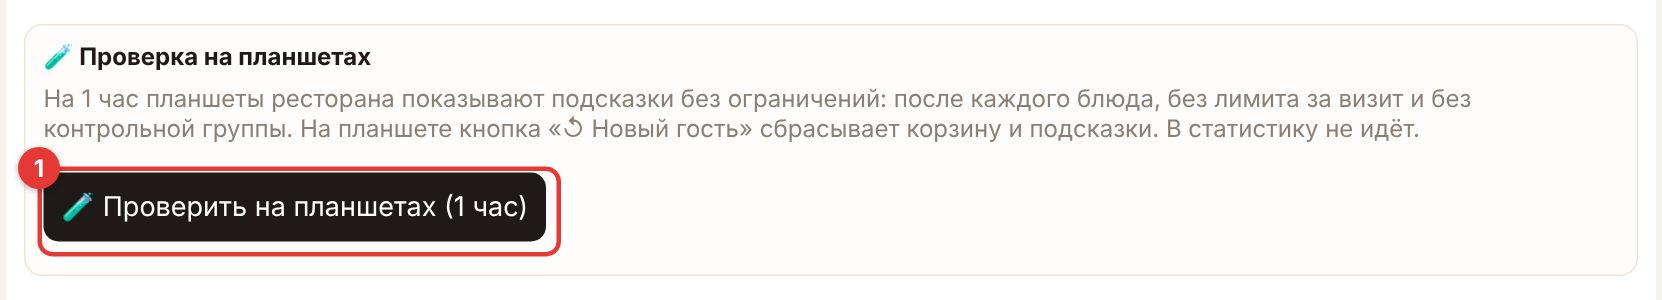 🧪 Проверка на планшетах
На 1 час планшеты ресторана показывают подсказки без ограничений: после каждого блюда, без лимита за визит и без
контрольной группы. На планшете кнопка «↺ Новый гость» сбрасывает корзину и подсказки. В статистику не идёт.
1
🧪 Проверить на планшетах (1 час)